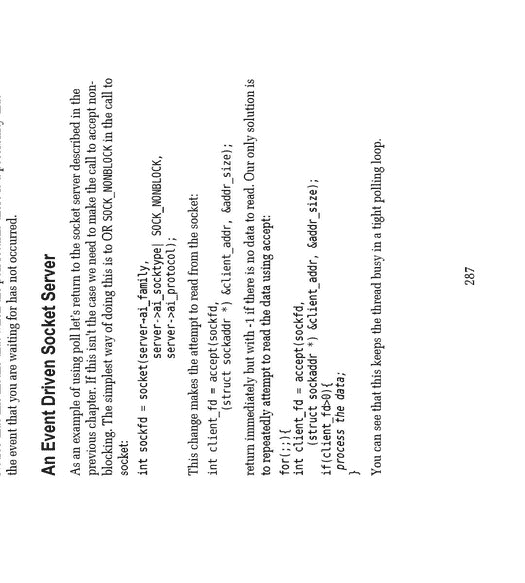 the event that you are waiting for has not occurred.
An Event Driven Socket Server
As an example of using poll let's return to the socket server described in the
previous chapter. If this isn't the case we need to make the call to accept non-
blocking. The simplest way of doing this is to OR SOCK_NONBLOCK in the call to
socket:
int sockfd = socket(server->ai_family,
server->ai_socktype| SOCK_NONBLOCK,
server->ai_protocol);
This change makes the attempt to read from the socket:
int client_fd = accept(sockfd,
(struct sockaddr *) &client_addr, &addr_size);
return immediately but with -1 if there is no data to read. Our only solution is
to repeatedly attempt to read the data using accept:
for(;;){
int client_fd = accept(sockfd,
(struct sockaddr *) &client_addr, &addr_size);
if(client_fd>0){
process the data;
}
You can see that this keeps the thread busy in a tight polling loop.
287